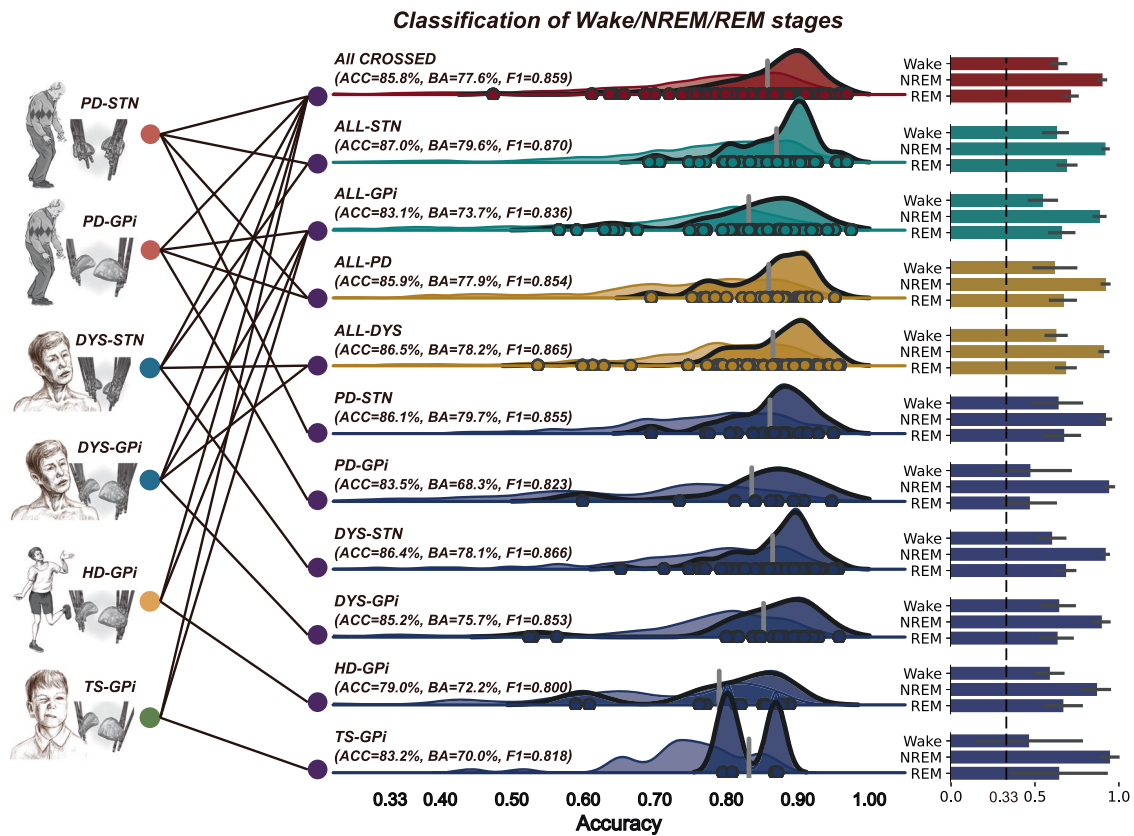 Classification of Wake/NREM/REM stages
PD-STN
PD-GPi
DYS-STN
DYS-GPi
HD-GPi
TS-GPi
All CROSSED
(ACC=85.8%, BA=77.6%, F1=0.859)
ALL-STN
(ACC=87.0%, BA=79.6%, F1=0.870)
ALL-GPi
(ACC=83.1%, BA=73.7%, F1=0.836)
ALL-PD
(ACC=85.9%, BA=77.9%, F1=0.854)
ALL-DYS
(ACC=86.5%, BA=78.2%, F1=0.865)
PD-STN
(ACC=86.1%, BA=79.7%, F1=0.855)
PD-GPi
(ACC=83.5%, BA=68.3%, F1=0.823)
DYS-STN
(ACC=86.4%, BA=78.1%, F1=0.866)
DYS-GPi
(ACC=85.2%, BA=75.7%, F1=0.853)
HD-GPi
(ACC=79.0%, BA=72.2%, F1=0.800)
TS-GPi
(ACC=83.2%, BA=70.0%, F1=0.818)
0.33 0.40 0.50 0.60 0.70 0.80 0.90 1.00
Accuracy
Wake
NREM
REM
Wake
NREM
REM
Wake
NREM
REM
Wake
NREM
REM
Wake
NREM
REM
Wake
NREM
REM
Wake
NREM
REM
Wake
NREM
REM
Wake
NREM
REM
Wake
NREM
REM
Wake
NREM
REM
0.0 0.33 0.5 1.0